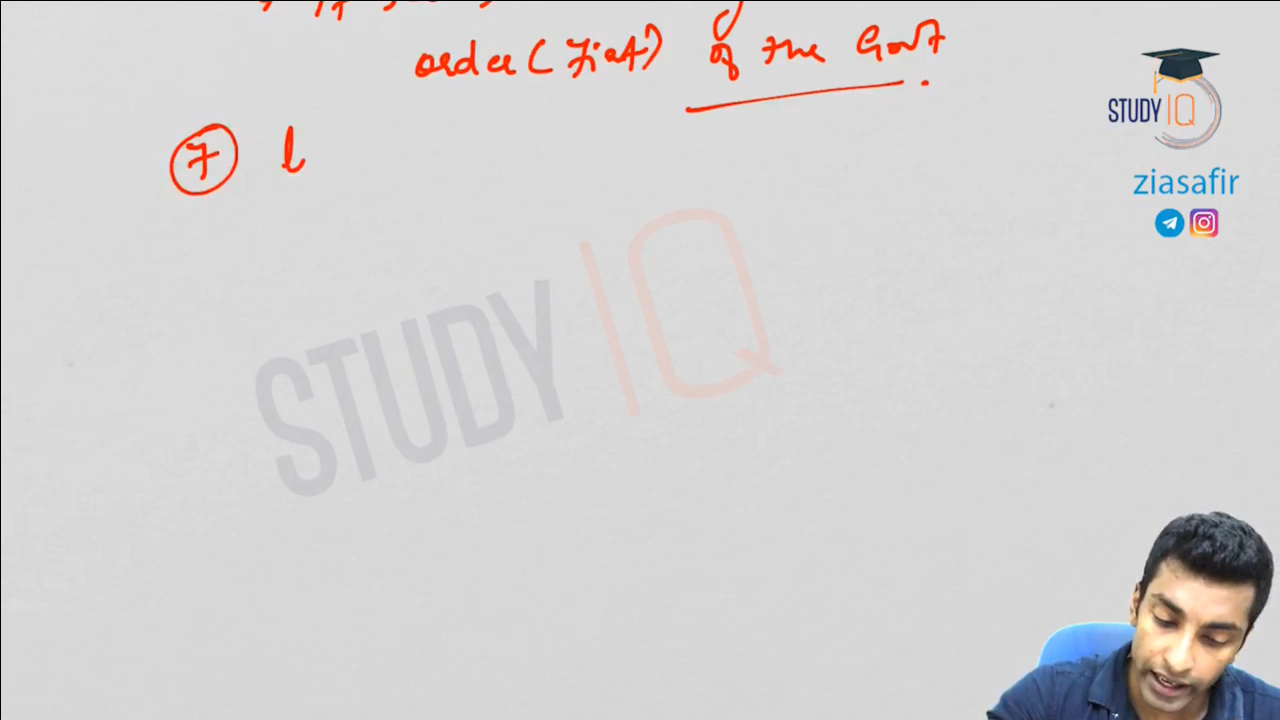 order (Fiat) of the Govt.
7 l
STUDY IQ
ziasafir
STUDY IQ